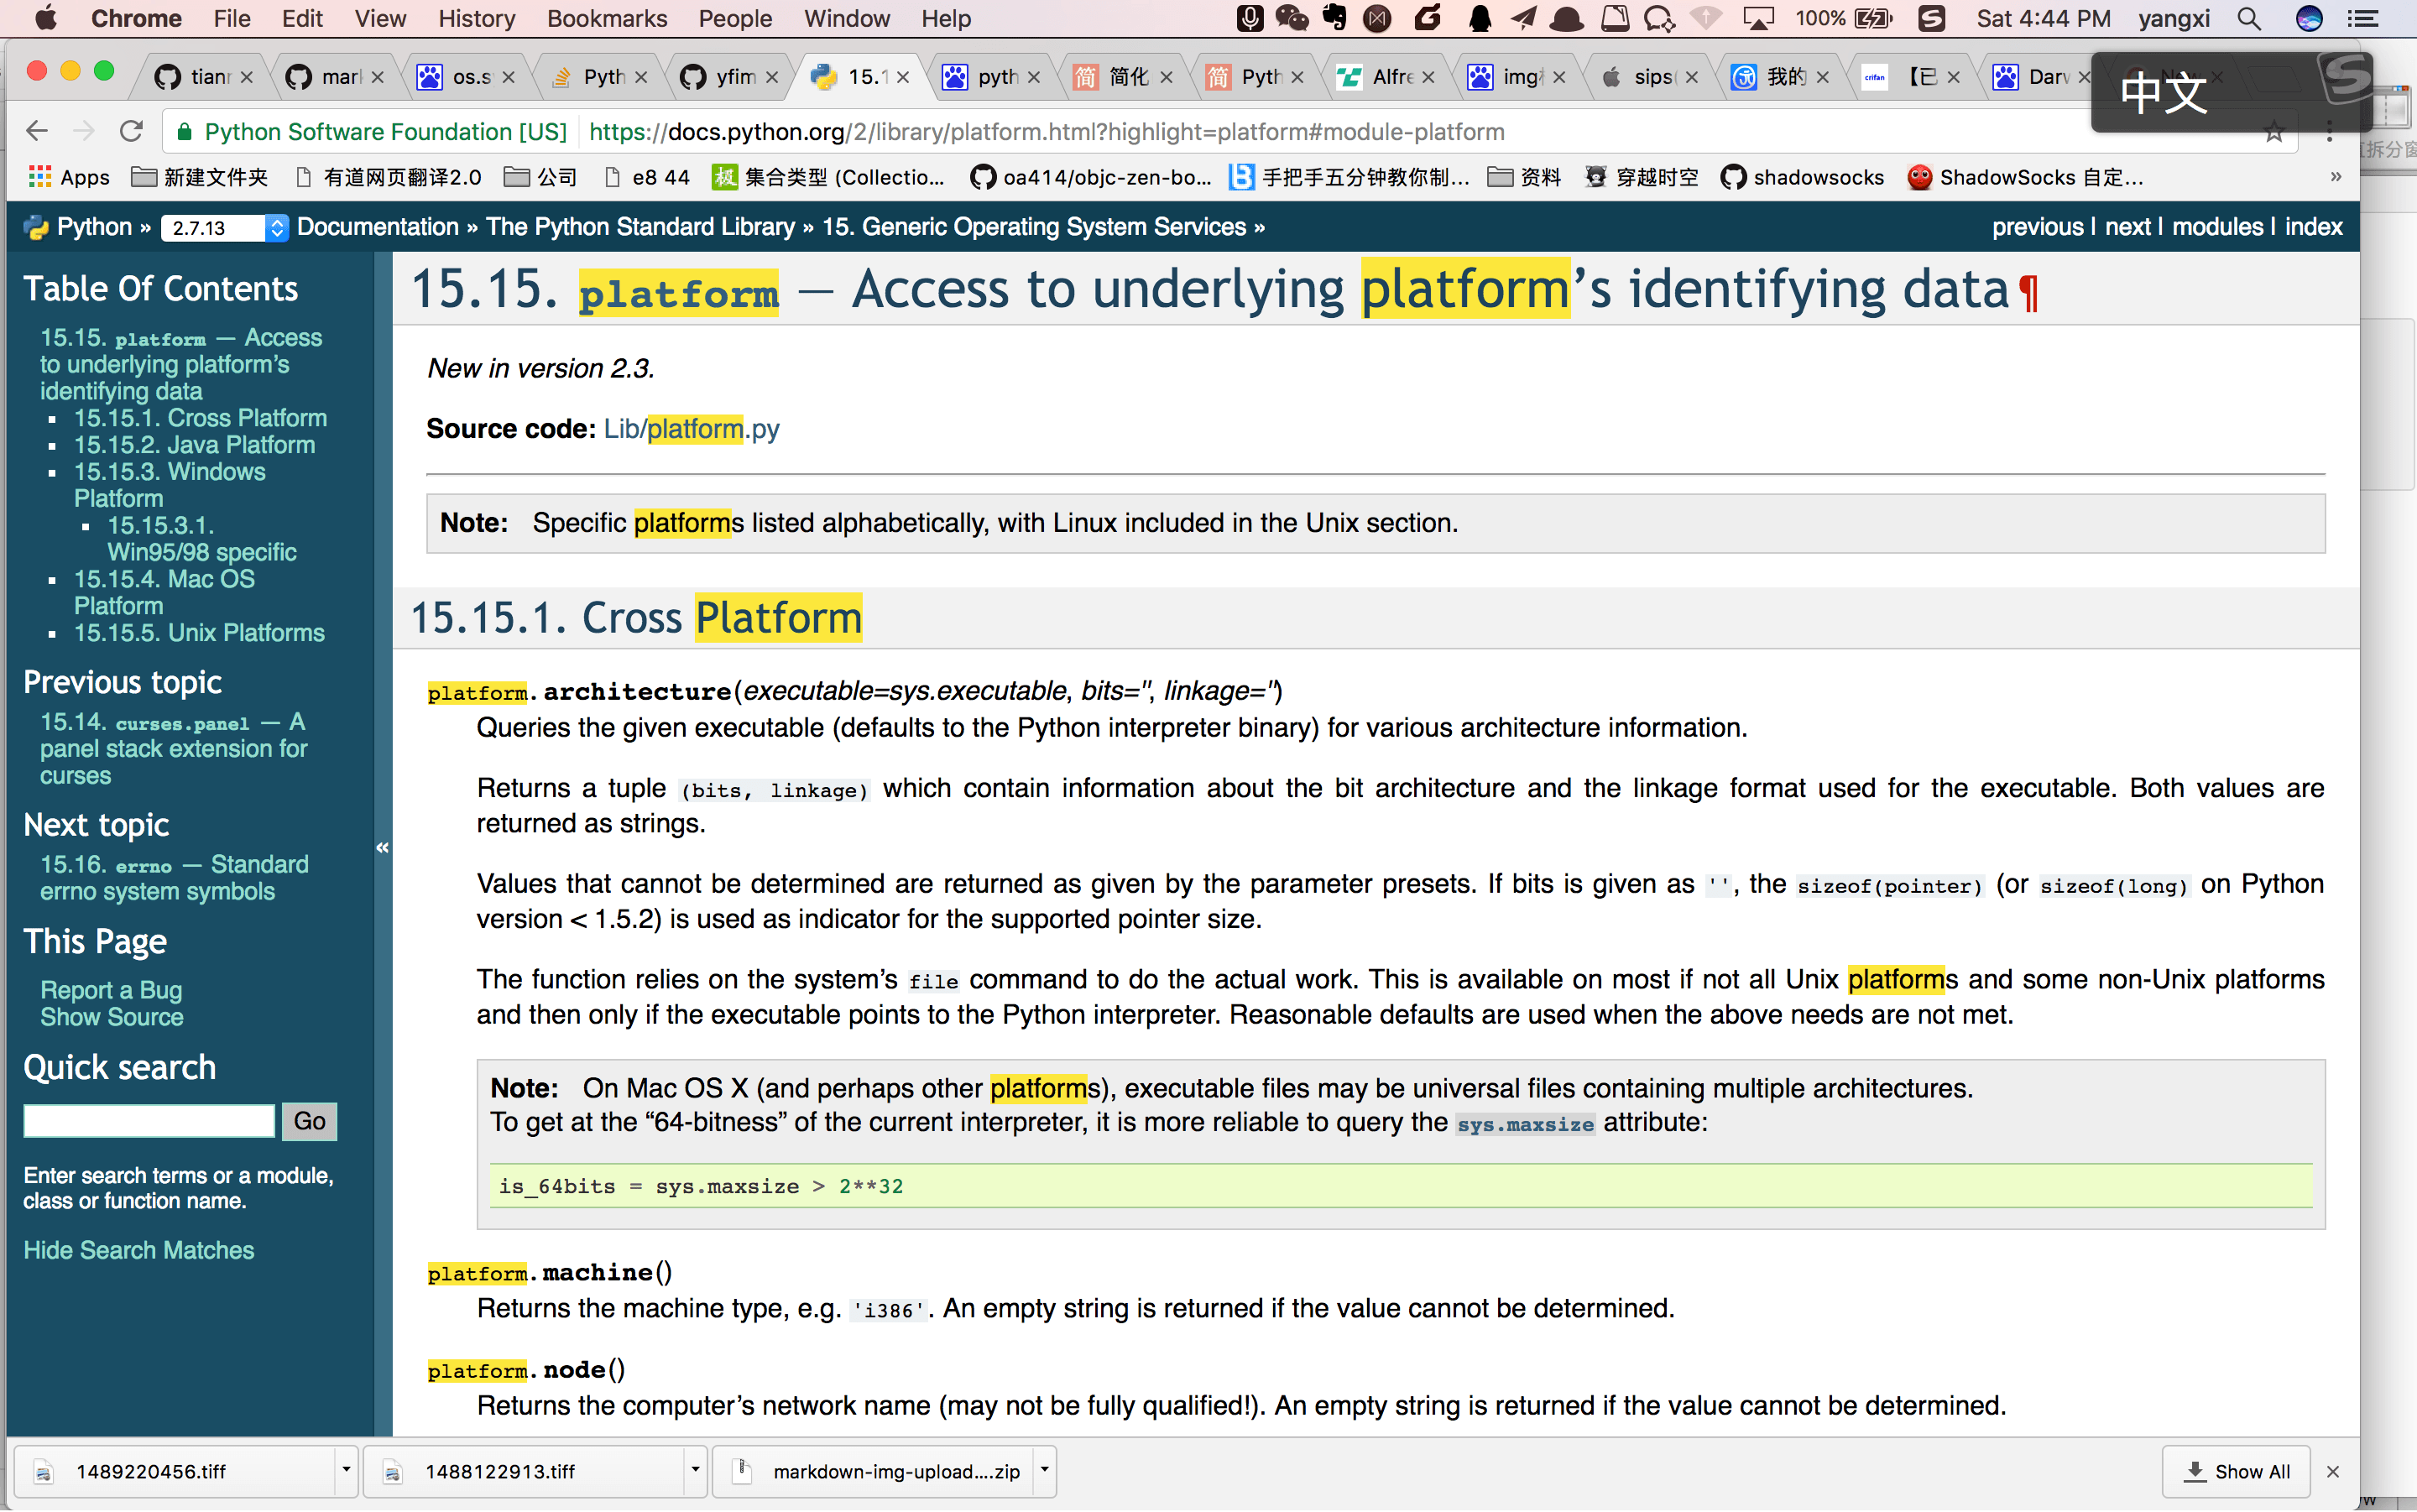 Chrome File Edit View History Bookmarks People Window Help 100% Sat 4:44 PM yangxi
tianr mark os.s Pyth yfim 15.1 pyth 简化 Pyth Alfre img sips( 我的 crifan 【已 Darw
中文
Python Software Foundation [US] https://docs.python.org/2/library/platform.html?highlight=platform#module-platform
Apps 新建文件夹 有道网页翻译2.0 公司 e8 44 极 集合类型 (Collectio... oa414/objc-zen-bo... 手把手五分钟教你制... 资料 穿越时空 shadowsocks ShadowSocks 自定... »
Python » 2.7.13 Documentation » The Python Standard Library » 15. Generic Operating System Services » previous | next | modules | index
Table Of Contents
15.15. platform — Access
to underlying platform’s
identifying data
15.15.1. Cross Platform
15.15.2. Java Platform
15.15.3. Windows
Platform
15.15.3.1.
Win95/98 specific
15.15.4. Mac OS
Platform
15.15.5. Unix Platforms
Previous topic
15.14. curses.panel — A
panel stack extension for
curses
Next topic
15.16. errno — Standard
errno system symbols
This Page
Report a Bug
Show Source
Quick search
Go
Enter search terms or a module,
class or function name.
Hide Search Matches
«
15.15. platform — Access to underlying platform’s identifying data¶
New in version 2.3.
Source code: Lib/platform.py
Note: Specific platforms listed alphabetically, with Linux included in the Unix section.
15.15.1. Cross Platform
platform.architecture(executable=sys.executable, bits='', linkage='')
Queries the given executable (defaults to the Python interpreter binary) for various architecture information.
Returns a tuple (bits, linkage) which contain information about the bit architecture and the linkage format used for the executable. Both values are
returned as strings.
Values that cannot be determined are returned as given by the parameter presets. If bits is given as '', the sizeof(pointer) (or sizeof(long) on Python
version < 1.5.2) is used as indicator for the supported pointer size.
The function relies on the system’s file command to do the actual work. This is available on most if not all Unix platforms and some non-Unix platforms
and then only if the executable points to the Python interpreter. Reasonable defaults are used when the above needs are not met.
Note: On Mac OS X (and perhaps other platforms), executable files may be universal files containing multiple architectures.
To get at the “64-bitness” of the current interpreter, it is more reliable to query the sys.maxsize attribute:
is_64bits = sys.maxsize > 2**32
platform.machine()
Returns the machine type, e.g. 'i386'. An empty string is returned if the value cannot be determined.
platform.node()
Returns the computer’s network name (may not be fully qualified!). An empty string is returned if the value cannot be determined.
1489220456.tiff 1488122913.tiff markdown-img-upload....zip Show All